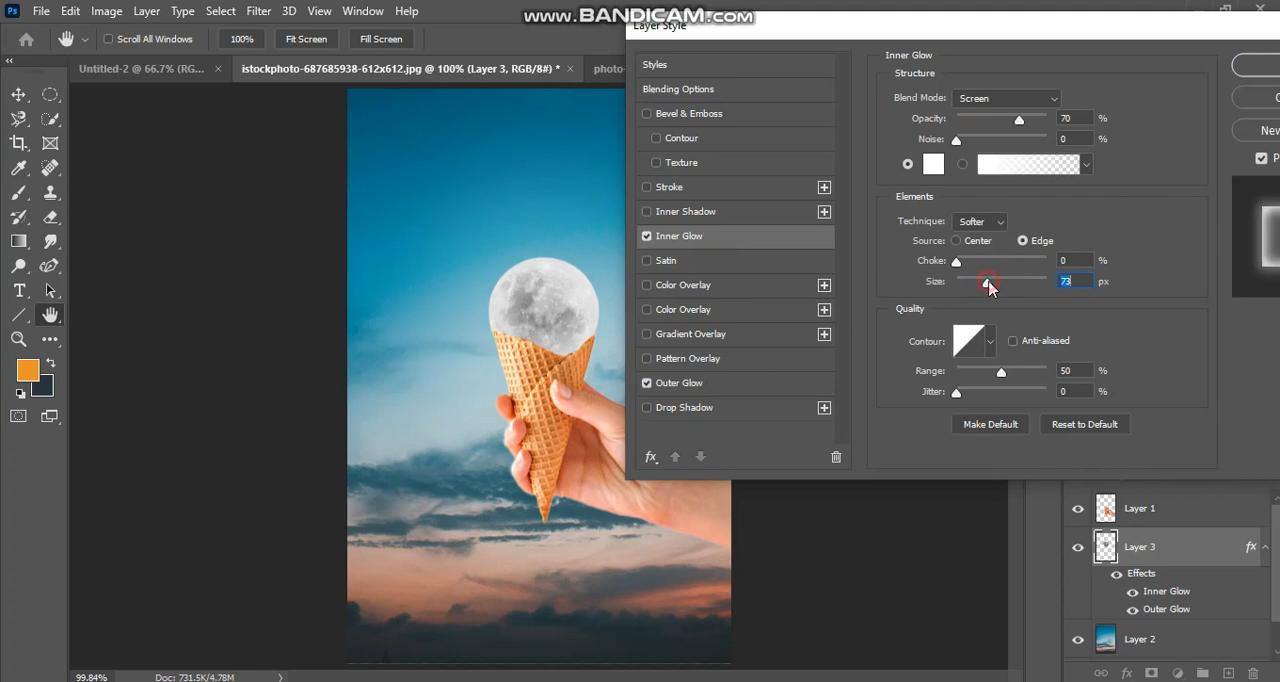 Ps File Edit Image Layer Type Select Filter 3D View Window Help
www.BANDICAM.com
Scroll All Windows 100% Fit Screen Fill Screen
Untitled-2 @ 66.7% (RG... × istockphoto-687685938-612x612.jpg @ 100% (Layer 3, RGB/8#) * × photo-
Layer Style
Styles
Blending Options
Bevel & Emboss
Contour
Texture
Stroke
Inner Shadow
Inner Glow
Satin
Color Overlay
Color Overlay
Gradient Overlay
Pattern Overlay
Outer Glow
Drop Shadow
fx
Inner Glow
Structure
Blend Mode: Screen
Opacity: 70 %
Noise: 0 %
Elements
Technique: Softer
Source: Center Edge
Choke: 0 %
Size: 73 px
Quality
Contour: Anti-aliased
Range: 50 %
Jitter: 0 %
Make Default Reset to Default
New
Layer 1
Layer 3 fx
Effects
Inner Glow
Outer Glow
Layer 2
fx
99.84% Doc: 731.5K/4.78M